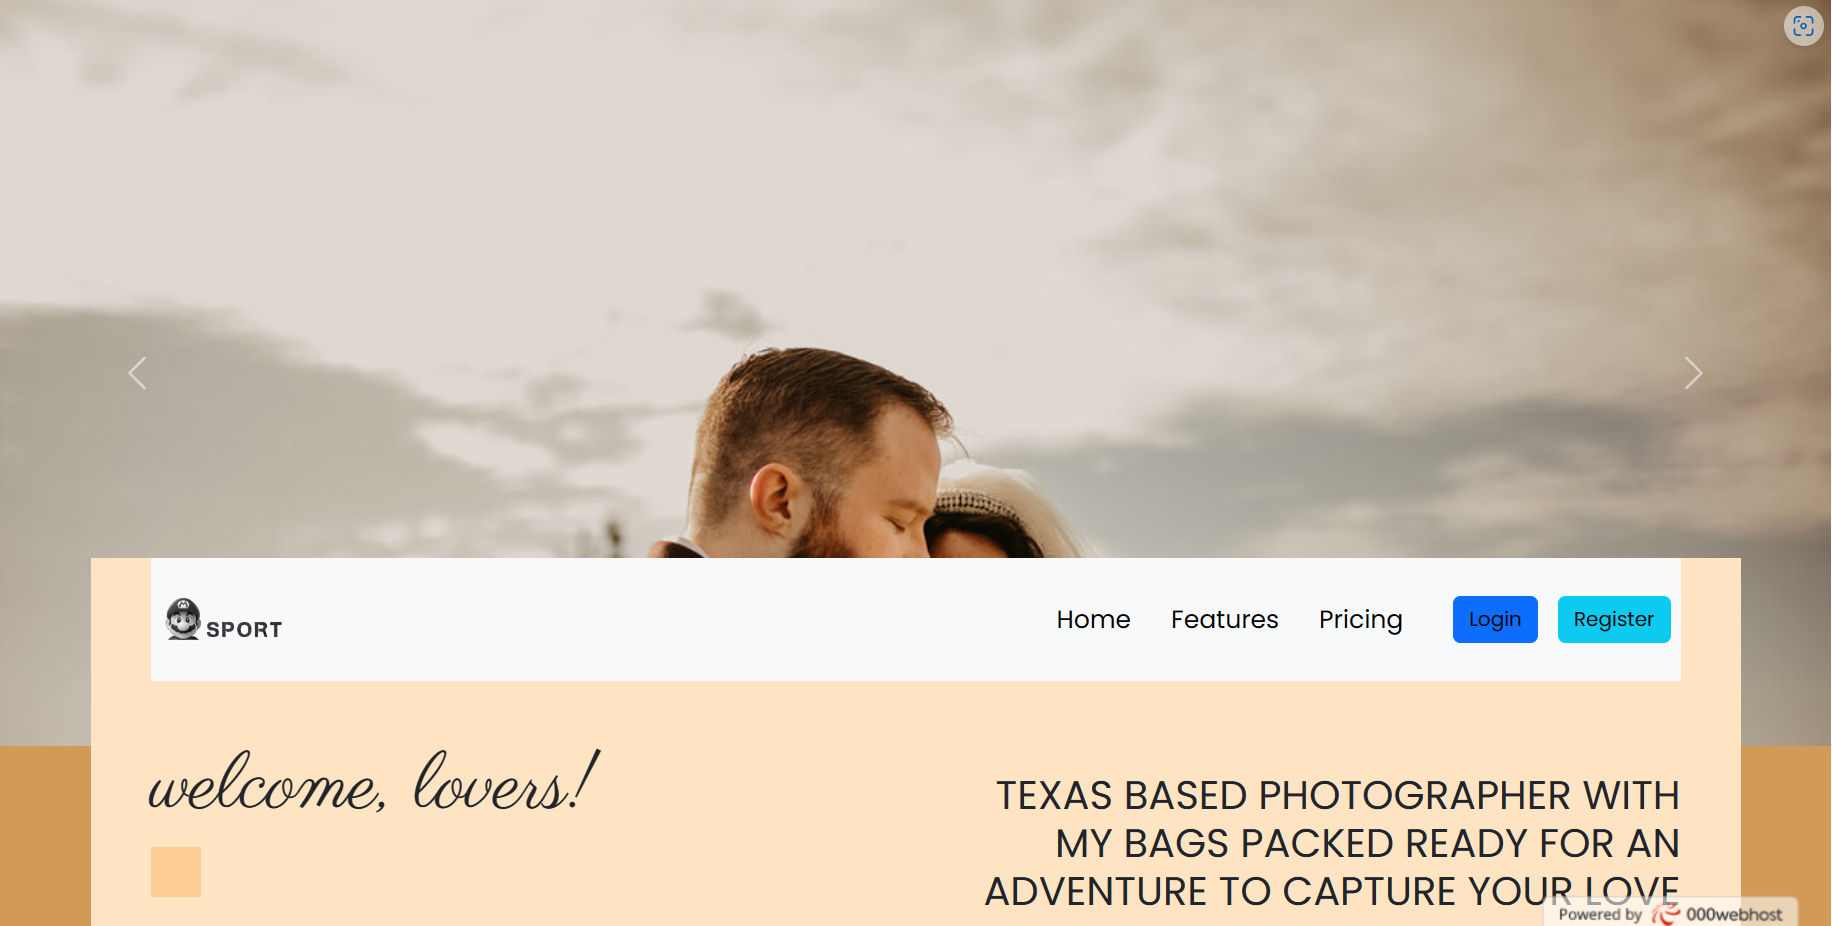 SPORT
Home Features Pricing Login Register
welcome, lovers!
TEXAS BASED PHOTOGRAPHER WITH
MY BAGS PACKED READY FOR AN
ADVENTURE TO CAPTURE YOUR LOVE
Powered by 000webhost